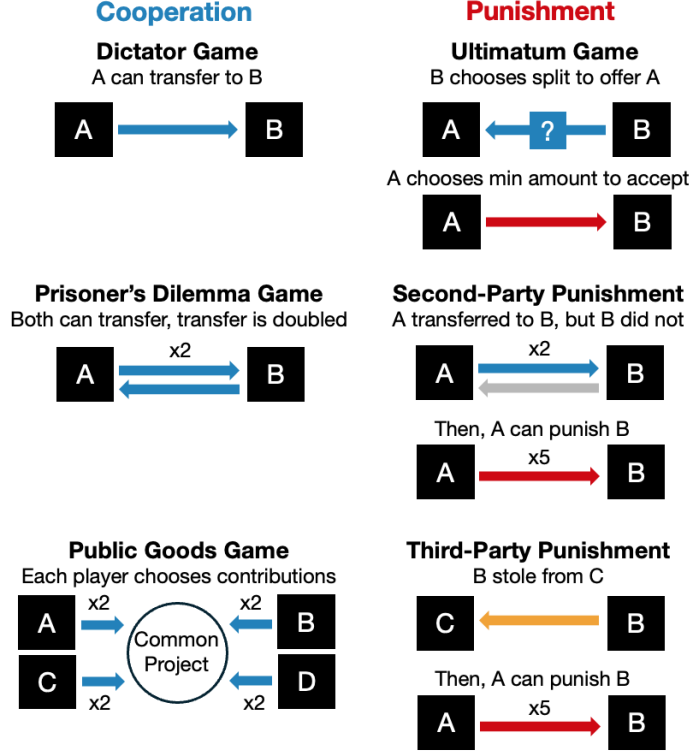 Cooperation
Dictator Game
A can transfer to B
A
B
Prisoner's Dilemma Game
Both can transfer, transfer is doubled
x2
A
B
Public Goods Game
Each player chooses contributions
A
x2
x2
B
Common
Project
C
x2
x2
D
Punishment
Ultimatum Game
B chooses split to offer A
A
?
B
A chooses min amount to accept
A
B
Second-Party Punishment
A transferred to B, but B did not
x2
A
B
Then, A can punish B
x5
A
B
Third-Party Punishment
B stole from C
C
B
Then, A can punish B
x5
A
B